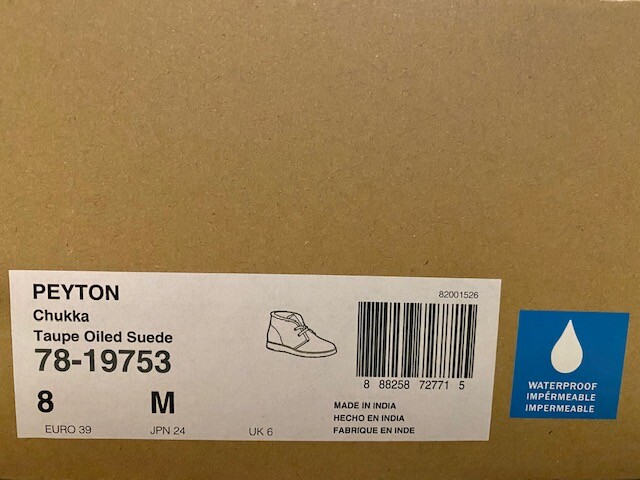 PEYTON
Chukka
Taupe Oiled Suede
78-19753
8 M
EURO 39 JPN 24 UK 6
82001526
8 88258 72771 5
MADE IN INDIA
HECHO EN INDIA
FABRIQUE EN INDE
WATERPROOF
IMPÉRMEABLE
IMPERMEABLE